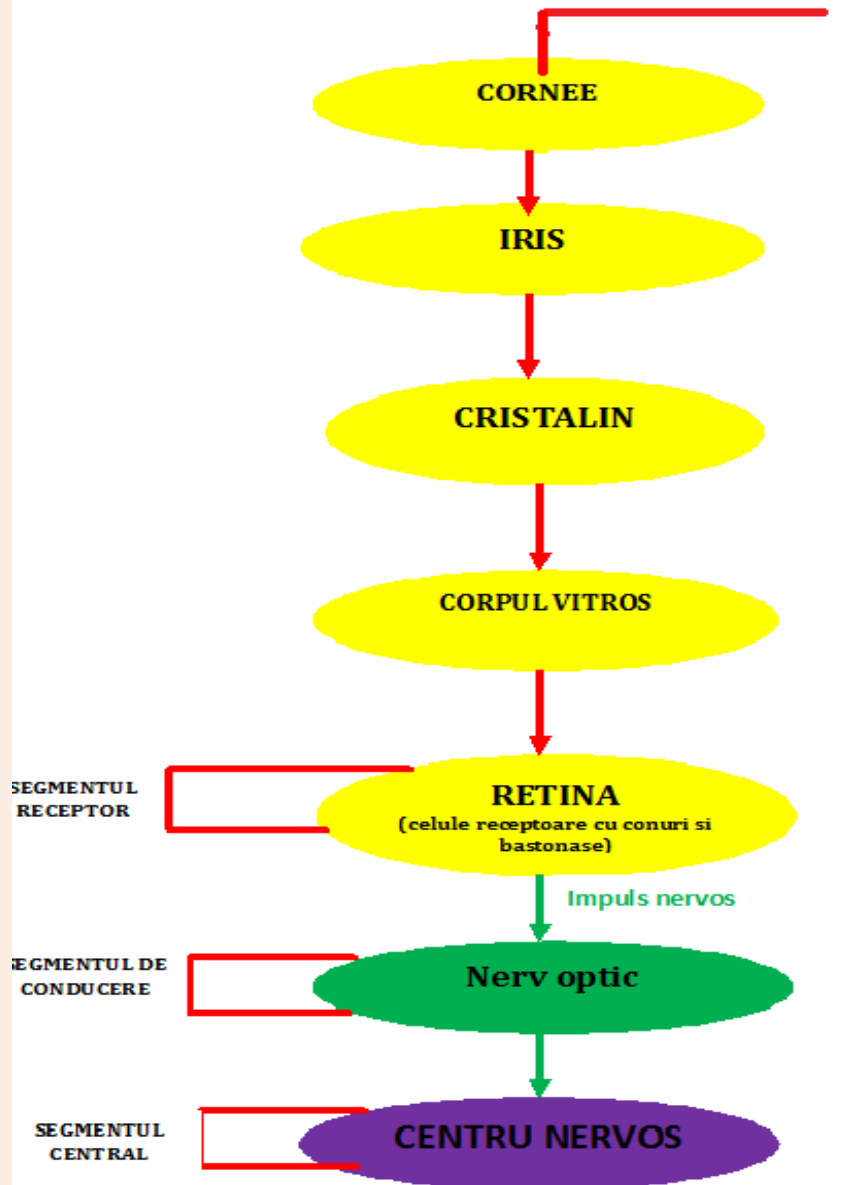 CORNEE
IRIS
CRISTALIN
CORPUL VITROS
SEGMENTUL
RECEPTOR
RETINA
(celule receptoare cu conuri si
bastonase)
Impuls nervos
SEGMENTUL DE
CONDUCERE
Nerv optic
SEGMENTUL
CENTRAL
CENTRU NERVOS